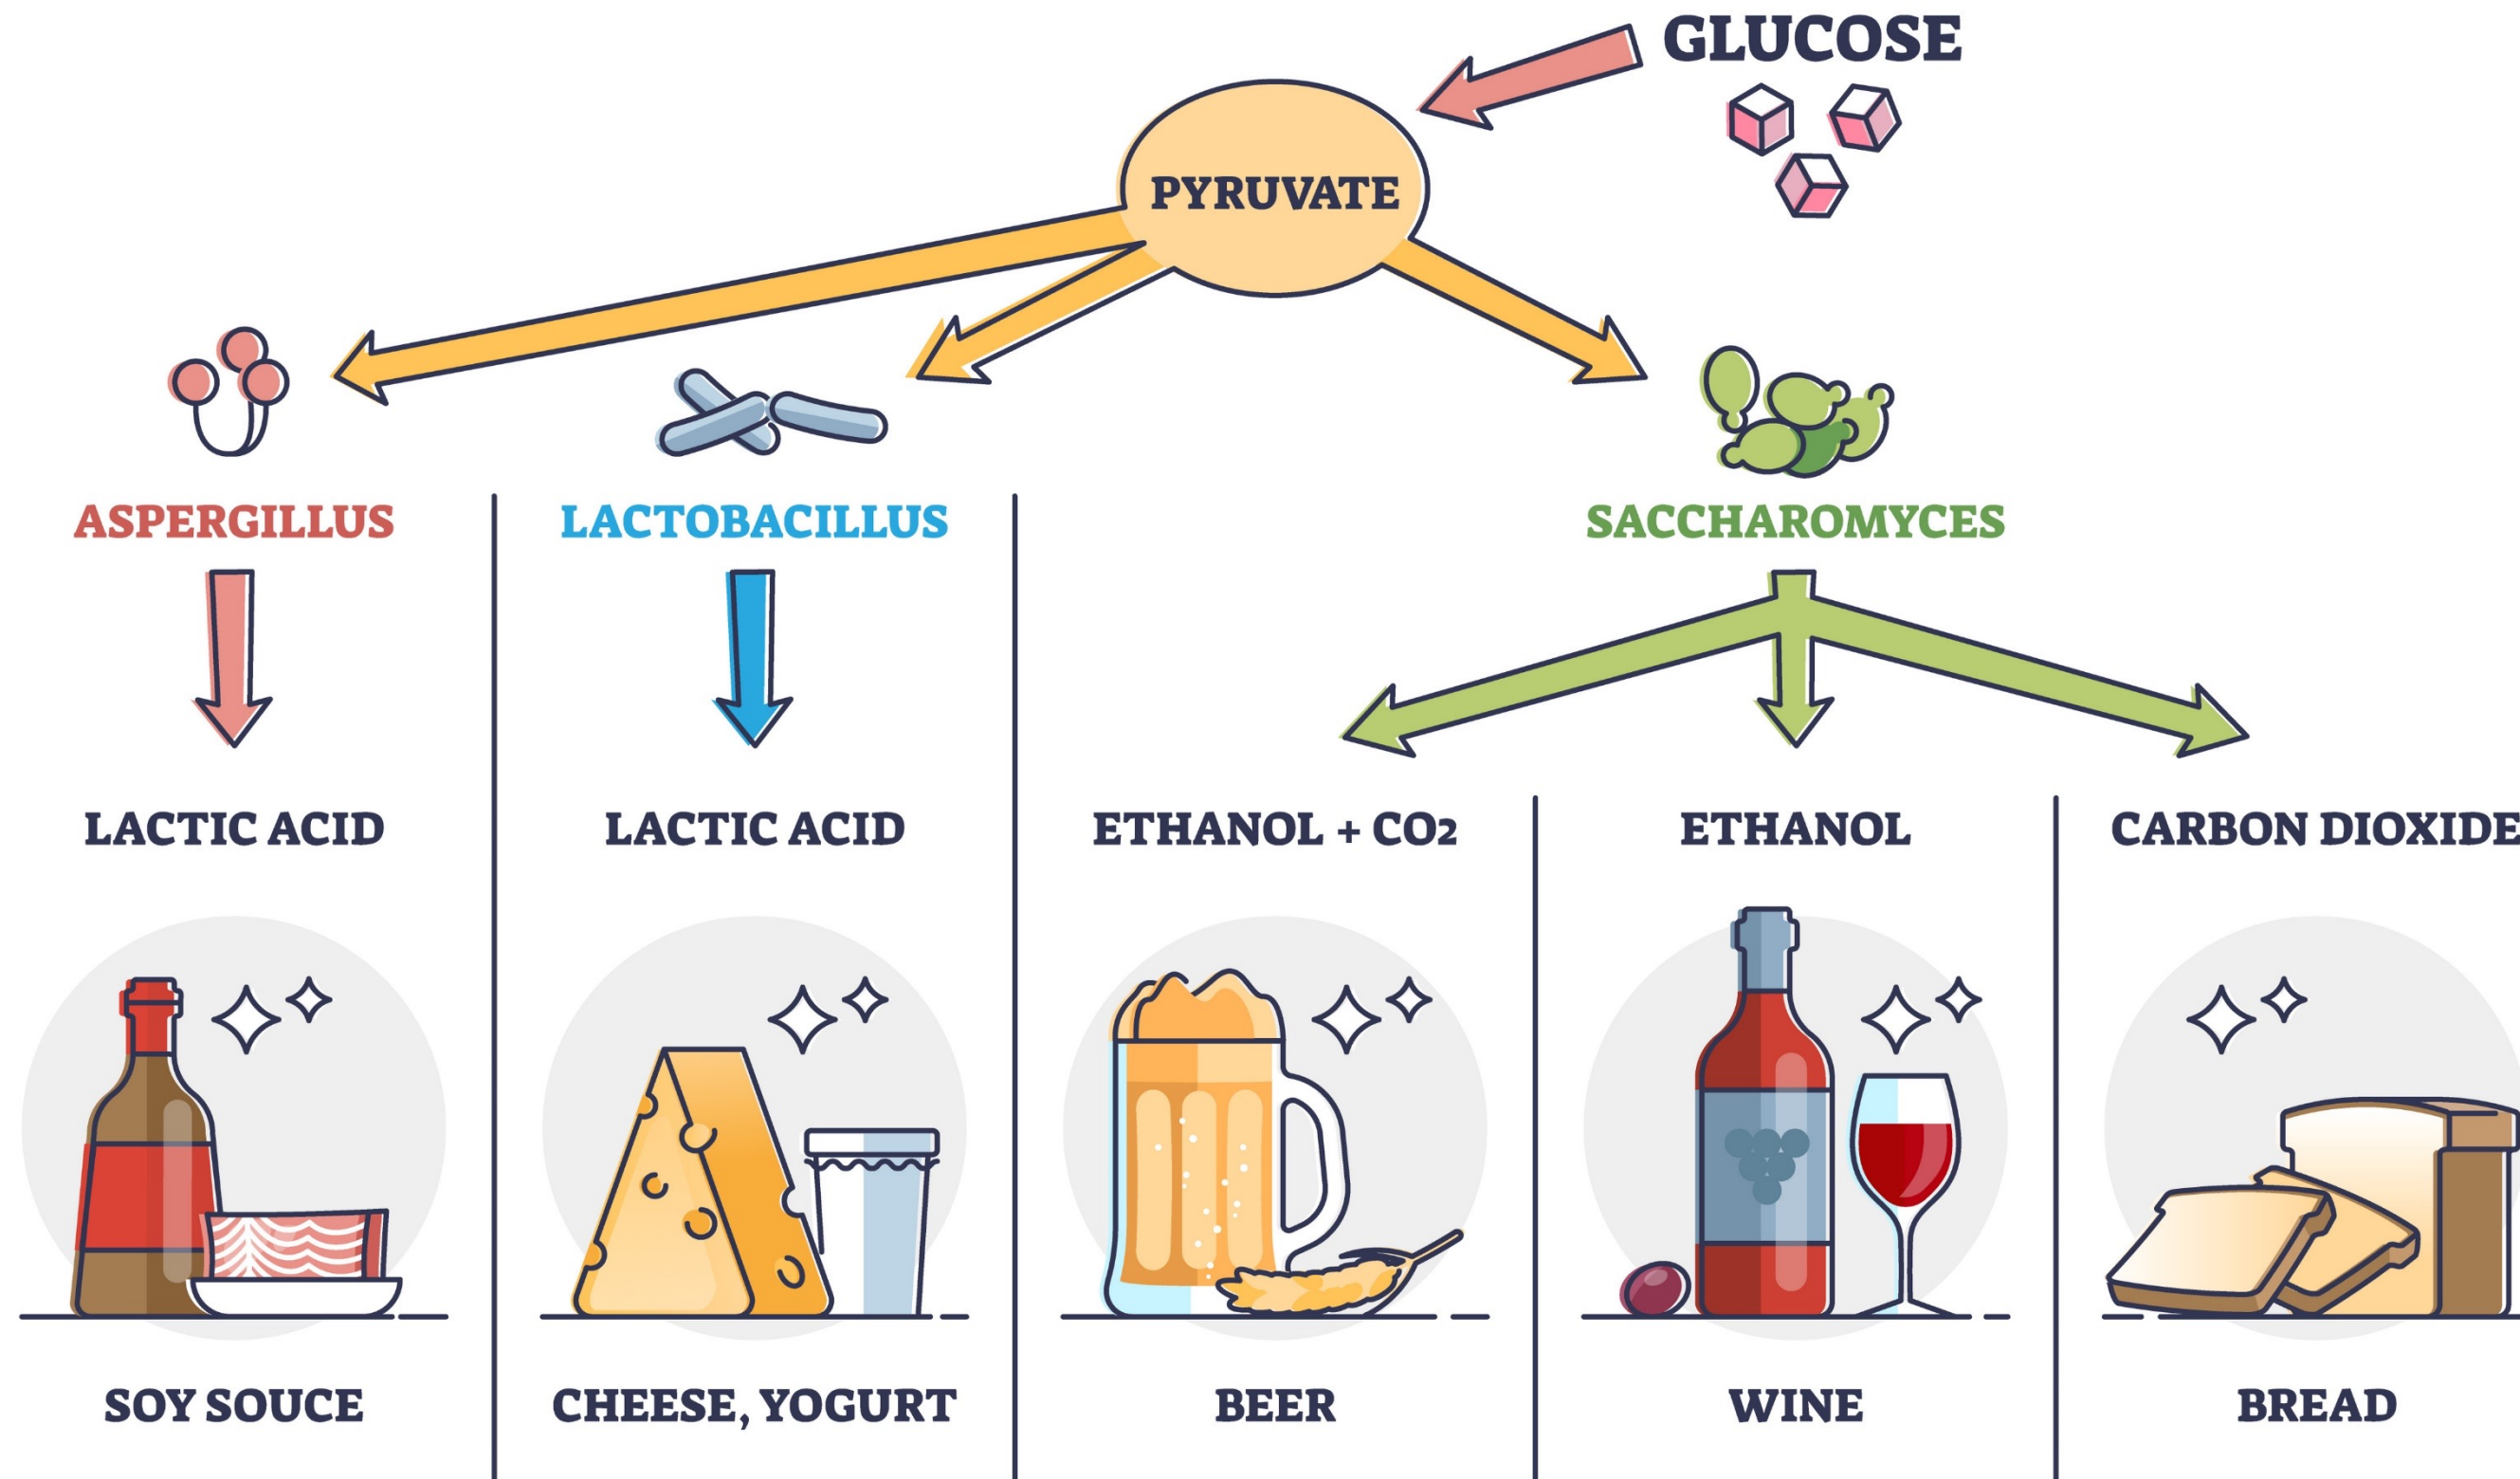 GLUCOSE
PYRUVATE
ASPERGILLUS
LACTOBACILLUS
SACCHAROMYCES
LACTIC ACID
LACTIC ACID
ETHANOL + CO2
ETHANOL
CARBON DIOXIDE
SOY SOUCE
CHEESE, YOGURT
BEER
WINE
BREAD